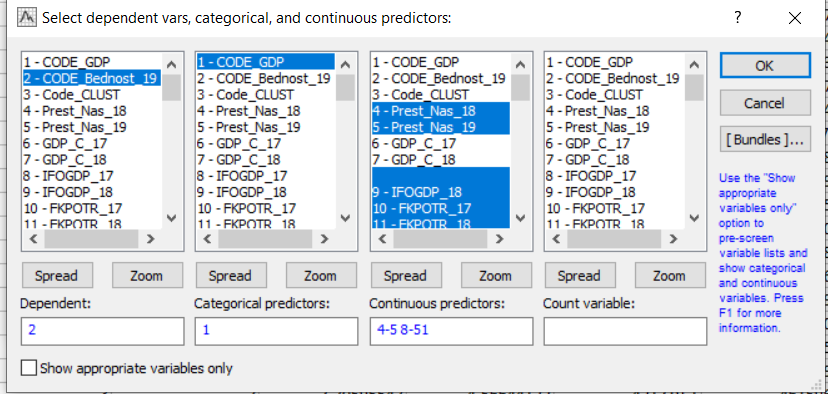 Select dependent vars, categorical, and continuous predictors:
?
1 - CODE_GDP
2 - CODE_Bednost_19
3 - Code_CLUST
4 - Prest_Nas_18
5 - Prest_Nas_19
6 - GDP_C_17
7 - GDP_C_18
8 - IFOGDP_17
9 - IFOGDP_18
10 - FKPOTR_17
11 - FKPOTR_18
1 - CODE_GDP
2 - CODE_Bednost_19
3 - Code_CLUST
4 - Prest_Nas_18
5 - Prest_Nas_19
6 - GDP_C_17
7 - GDP_C_18
8 - IFOGDP_17
9 - IFOGDP_18
10 - FKPOTR_17
11 - FKPOTR_18
1 - CODE_GDP
2 - CODE_Bednost_19
3 - Code_CLUST
4 - Prest_Nas_18
5 - Prest_Nas_19
6 - GDP_C_17
7 - GDP_C_18
9 - IFOGDP_18
10 - FKPOTR_17
11 - FKPOTR_18
1 - CODE_GDP
2 - CODE_Bednost_19
3 - Code_CLUST
4 - Prest_Nas_18
5 - Prest_Nas_19
6 - GDP_C_17
7 - GDP_C_18
8 - IFOGDP_17
9 - IFOGDP_18
10 - FKPOTR_17
11 - FKPOTR_18
OK
Cancel
[ Bundles ]...
Use the "Show
appropriate
variables only"
option to
pre-screen
variable lists and
show categorical
and continuous
variables. Press
F1 for more
information.
Spread Zoom Spread Zoom Spread Zoom Spread Zoom
Dependent: Categorical predictors: Continuous predictors: Count variable:
2 1 4-5 8-51
Show appropriate variables only